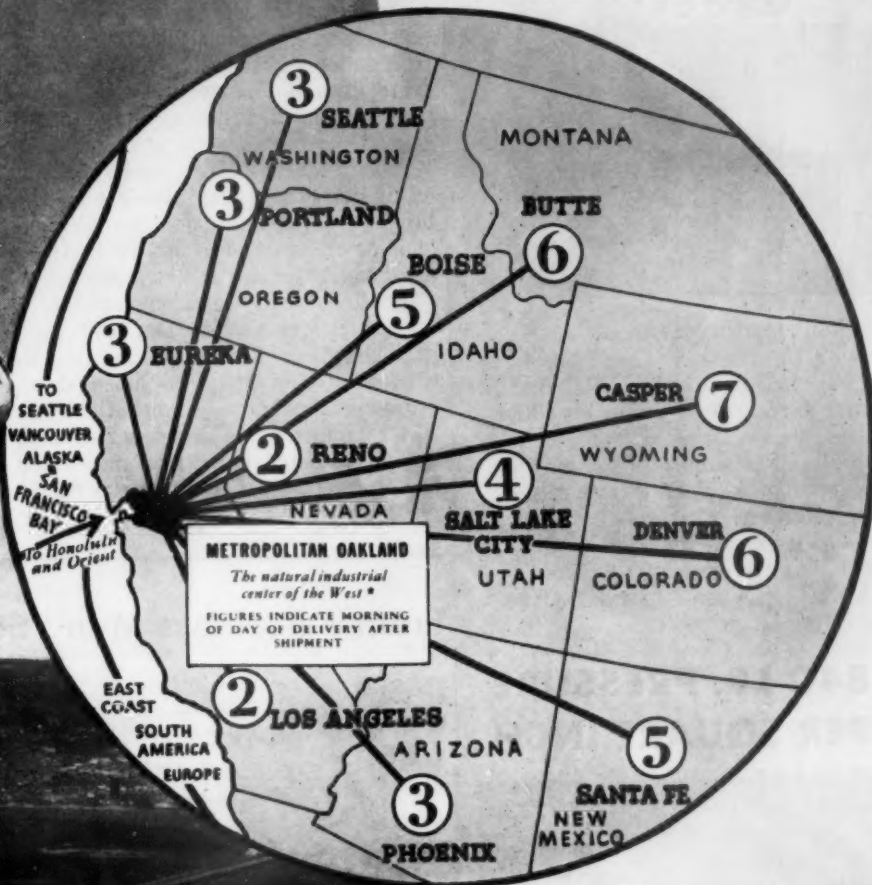 3
SEATTLE
WASHINGTON
MONTANA
3
PORTLAND
BUTTE
6
BOISE
5
OREGON
IDAHO
3
EUREKA
CASPER
7
WYOMING
2
RENO
4
SALT LAKE
CITY
NEVADA
UTAH
DENVER
6
COLORADO
TO
SEATTLE
VANCOUVER
ALASKA
SAN
FRANCISCO
BAY
To Honolulu
and Orient
METROPOLITAN OAKLAND
The natural industrial
center of the West *
FIGURES INDICATE MORNING
OF DAY OF DELIVERY AFTER
SHIPMENT
EAST
COAST
SOUTH
AMERICA
EUROPE
2
LOS ANGELES
ARIZONA
3
PHOENIX
5
SANTA FE
NEW
MEXICO